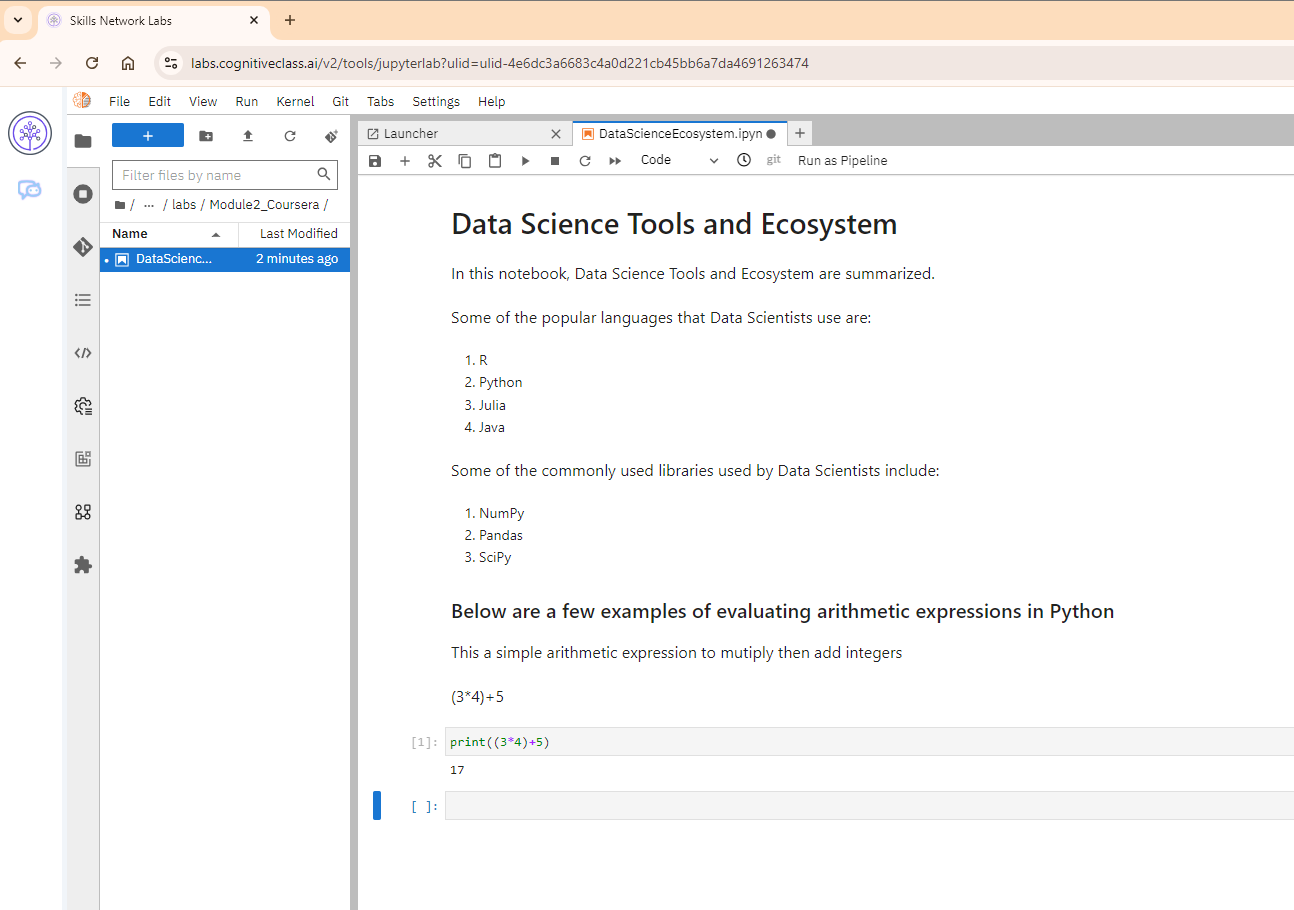 Skills Network Labs
labs.cognitiveclass.ai/v2/tools/jupyterlab?ulid=ulid-4e6dc3a6683c4a0d221cb45bb6a7da4691263474
File Edit View Run Kernel Git Tabs Settings Help
Launcher DataScienceEcosystem.ipyn
Code git Run as Pipeline
Filter files by name
/ ... / labs / Module2_Coursera /
Name Last Modified
DataScienc... 2 minutes ago
Data Science Tools and Ecosystem
In this notebook, Data Science Tools and Ecosystem are summarized.
Some of the popular languages that Data Scientists use are:
1. R
2. Python
3. Julia
4. Java
Some of the commonly used libraries used by Data Scientists include:
1. NumPy
2. Pandas
3. SciPy
Below are a few examples of evaluating arithmetic expressions in Python
This a simple arithmetic expression to mutiply then add integers
(3*4)+5
[1]: print((3*4)+5)
17
[ ]: